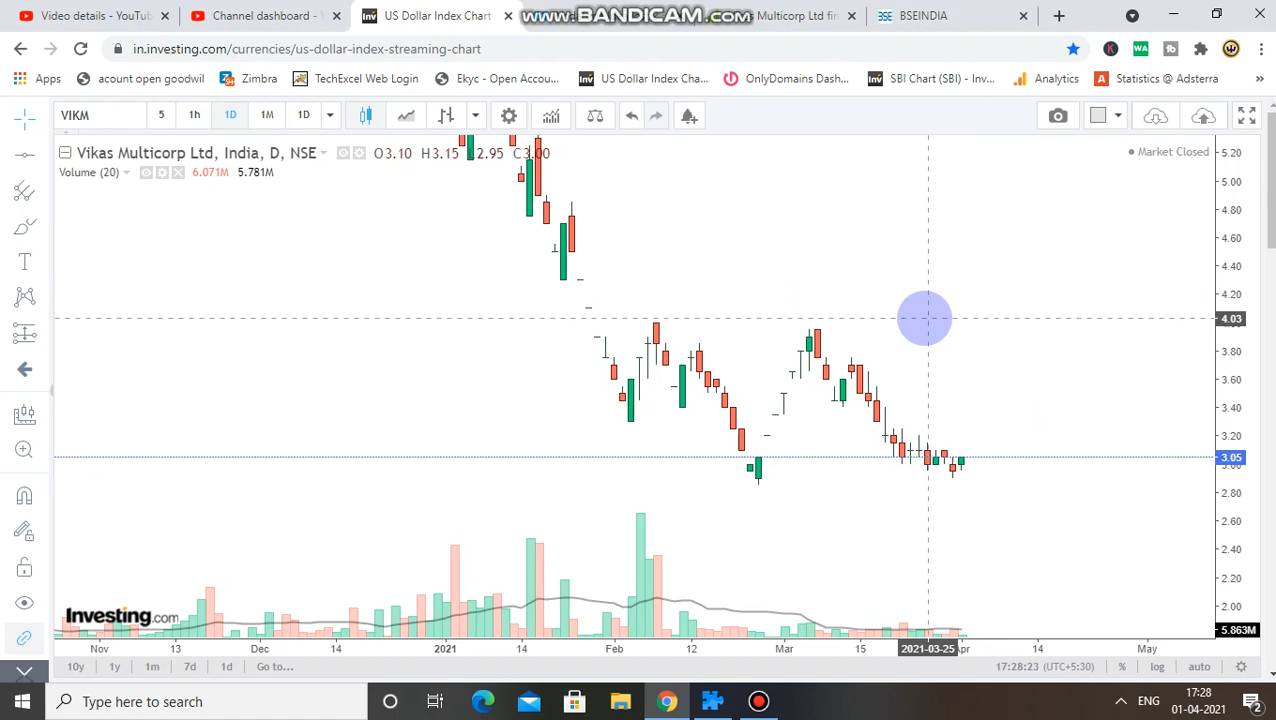 Video details - YouTub
Channel dashboard - Y
US Dollar Index Chart
WWW.BANDICAM.COM
s Multicorp Ltd fin
BSEINDIA
in.investing.com/currencies/us-dollar-index-streaming-chart
Apps
acount open goodwil
Zimbra
TechExcel Web Login
Ekyc - Open Accou...
US Dollar Index Cha...
OnlyDomains Dash...
SBI Chart (SBI) - Inv...
Analytics
Statistics @ Adsterra
VIKM
5
1h
1D
1M
1D
Vikas Multicorp Ltd, India, D, NSE
O3.10 H3.15 L2.95 C3.00
Market Closed
Volume (20)
6.071M 5.781M
5.20
5.00
4.80
4.60
4.40
4.20
4.03
3.80
3.60
3.40
3.20
3.05
3.00
2.80
2.60
2.40
2.20
2.00
5.863M
Investing.com
Nov
13
Dec
14
2021
14
Feb
12
Mar
15
2021-03-25
Apr
14
May
10y
1y
1m
7d
1d
Go to...
17:28:23 (UTC+5:30)
%
log
auto
Type here to search
ENG
17:28
01-04-2021
2